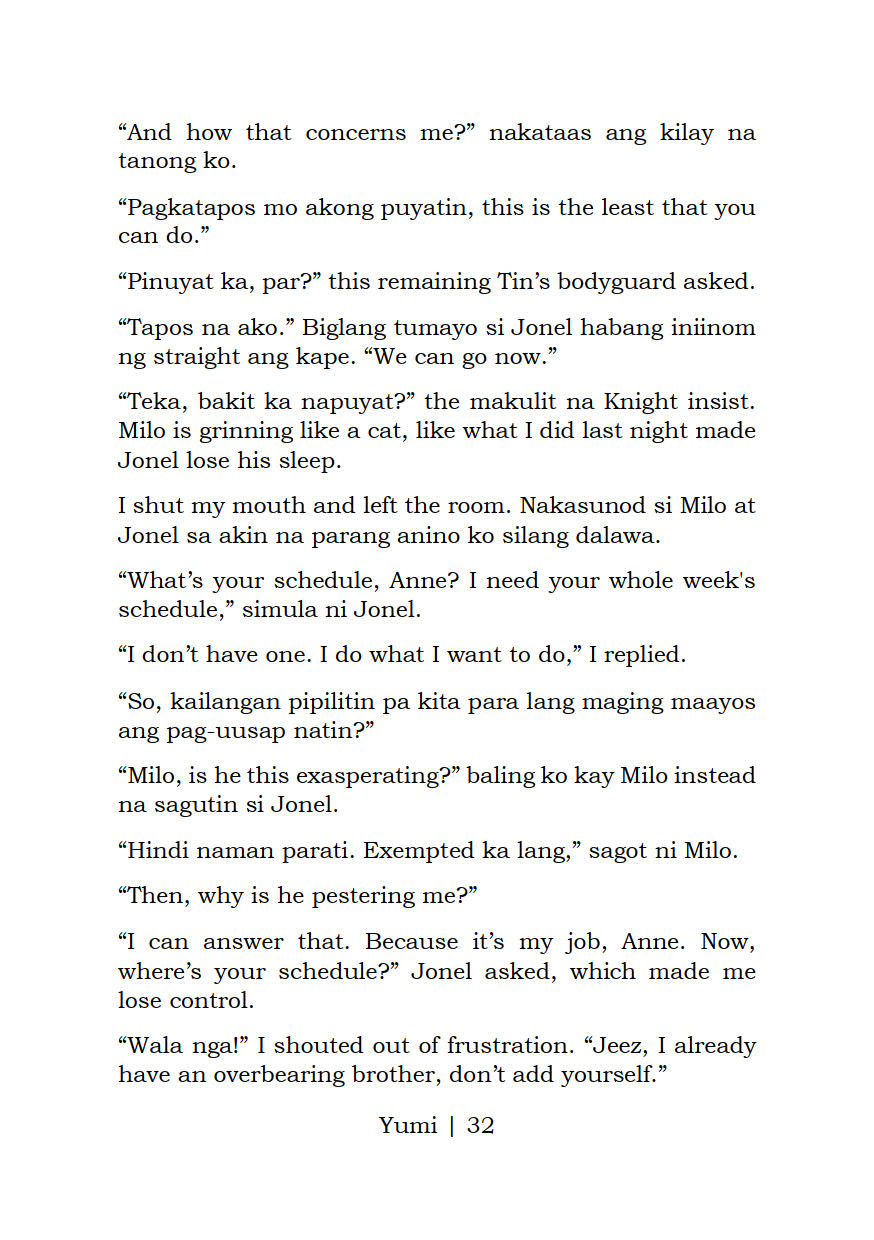 “And how that concerns me?” nakataas ang kilay na
tanong ko.
“Pagkatapos mo akong puyatin, this is the least that you
can do.”
“Pinuyat ka, par?” this remaining Tin’s bodyguard asked.
“Tapos na ako.” Biglang tumayo si Jonel habang iniinom
ng straight ang kape. “We can go now.”
“Teka, bakit ka napuyat?” the makulit na Knight insist.
Milo is grinning like a cat, like what I did last night made
Jonel lose his sleep.
I shut my mouth and left the room. Nakasunod si Milo at
Jonel sa akin na parang anino ko silang dalawa.
“What’s your schedule, Anne? I need your whole week's
schedule,” simula ni Jonel.
“I don’t have one. I do what I want to do,” I replied.
“So, kailangan pipilitin pa kita para lang maging maayos
ang pag-uusap natin?”
“Milo, is he this exasperating?” baling ko kay Milo instead
na sagutin si Jonel.
“Hindi naman parati. Exempted ka lang,” sagot ni Milo.
“Then, why is he pestering me?”
“I can answer that. Because it’s my job, Anne. Now,
where’s your schedule?” Jonel asked, which made me
lose control.
“Wala nga!” I shouted out of frustration. “Jeez, I already
have an overbearing brother, don’t add yourself.”
Yumi | 32